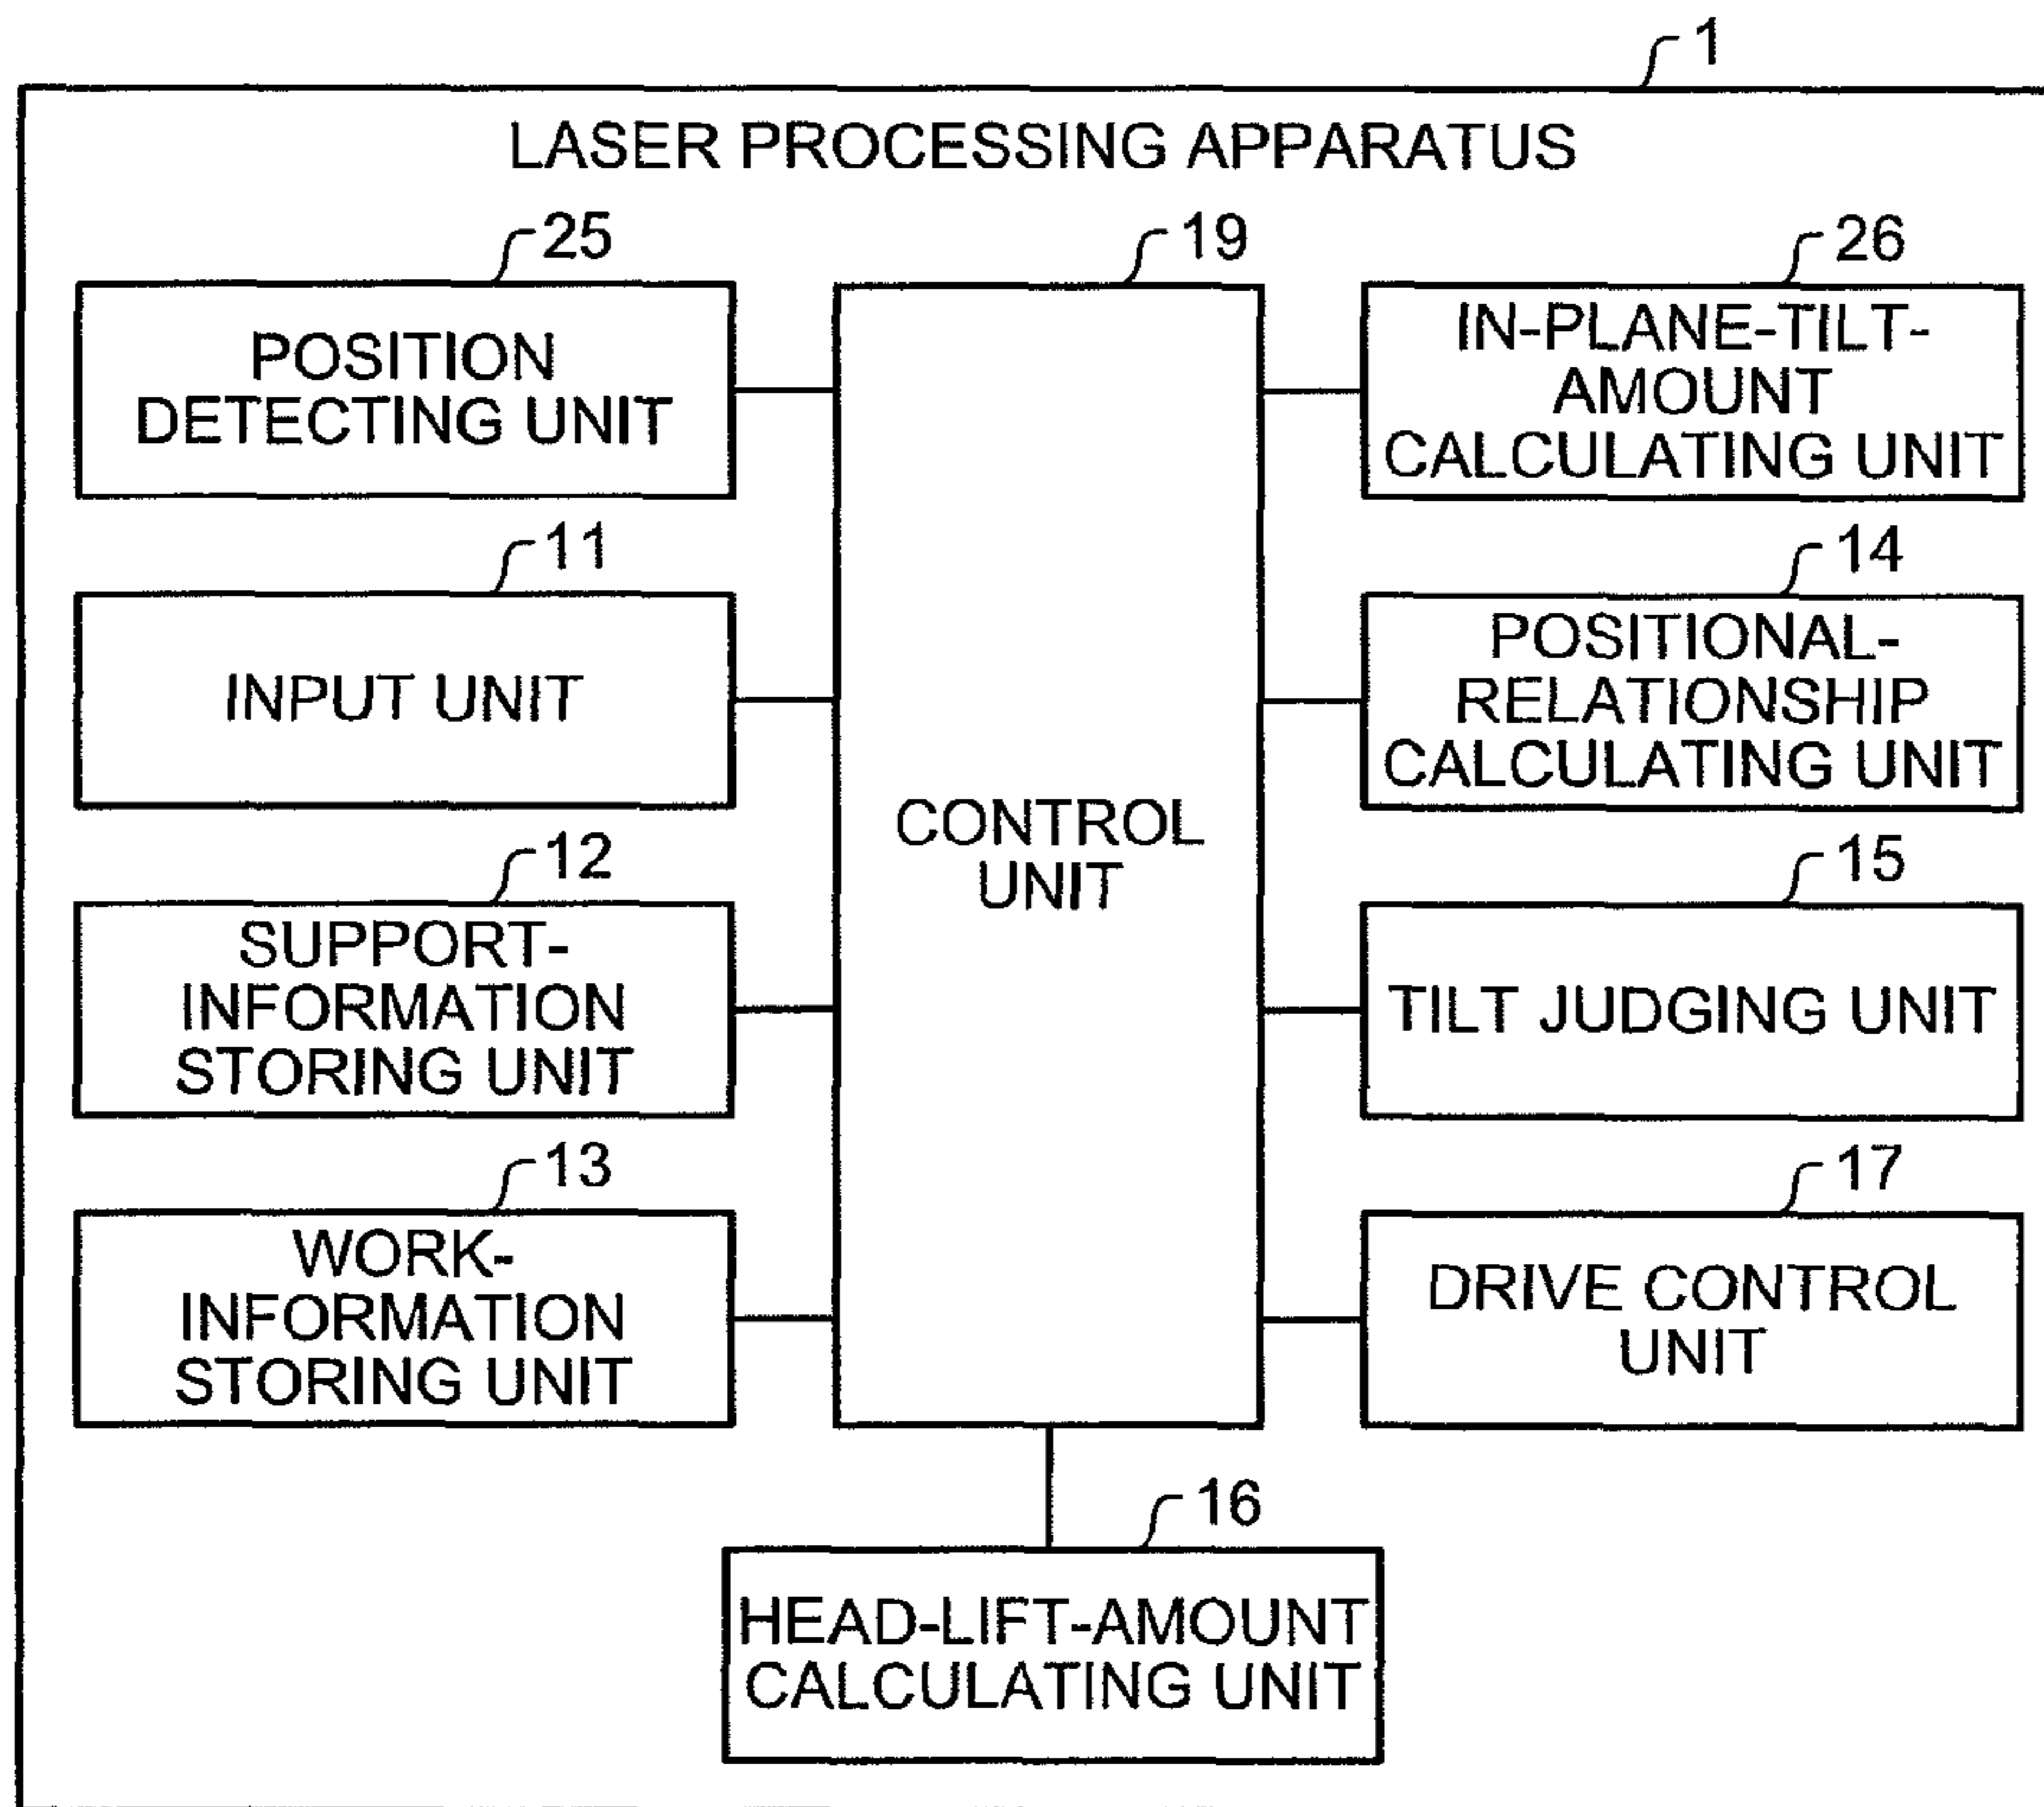 1
LASER PROCESSING APPARATUS
25
POSITION
DETECTING UNIT
11
INPUT UNIT
12
SUPPORT-
INFORMATION
STORING UNIT
13
WORK-
INFORMATION
STORING UNIT
19
CONTROL
UNIT
26
IN-PLANE-TILT-
AMOUNT
CALCULATING UNIT
14
POSITIONAL-
RELATIONSHIP
CALCULATING UNIT
15
TILT JUDGING UNIT
17
DRIVE CONTROL
UNIT
16
HEAD-LIFT-AMOUNT
CALCULATING UNIT